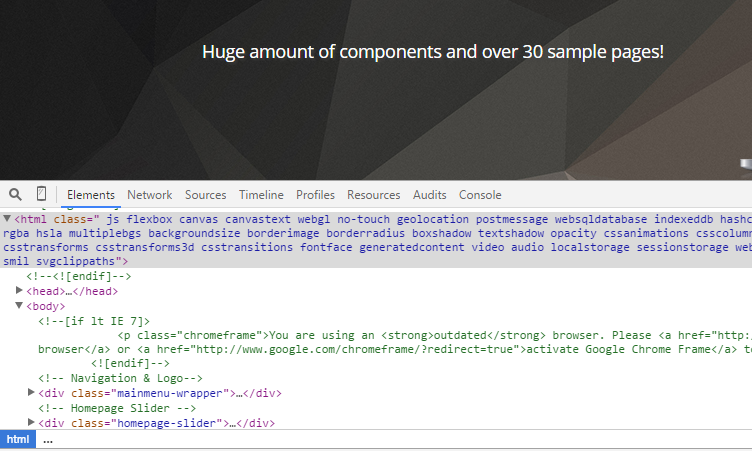 Huge amount of components and over 30 sample pages!
Elements Network Sources Timeline Profiles Resources Audits Console
<html class=" js flexbox canvas canvastext webgl no-touch geolocation postmessage websqldatabase indexeddb hashc
rgba hsla multiplebgs backgroundsize borderimage borderradius boxshadow textshadow opacity cssanimations csscolumn
csstransforms csstransforms3d csstransitions fontface generatedcontent video audio localstorage sessionstorage web
smil svgclippaths">
<!--<![endif]-->
<head>…</head>
<body>
<!--[if lt IE 7]>
<p class="chromeframe">You are using an <strong>outdated</strong> browser. Please <a href="http:
browser</a> or <a href="http://www.google.com/chromeframe/?redirect=true">activate Google Chrome Frame</a> to
<![endif]-->
<!-- Navigation & Logo-->
<div class="mainmenu-wrapper">…</div>
<!-- Homepage Slider -->
<div class="homepage-slider">…</div>
html ...